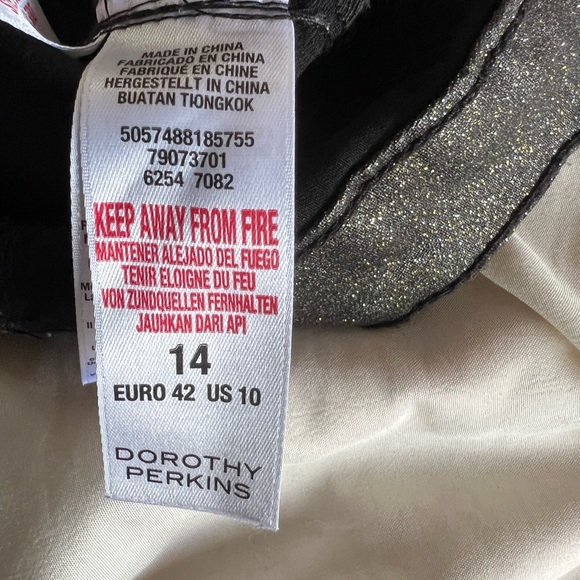 MADE IN CHINA
FABRICADO EN CHINA
FABRIQUÉ EN CHINE
HERGESTELLT IN CHINA
BUATAN TIONGKOK
5057488185755
79073701
6254 7082
KEEP AWAY FROM FIRE
MANTENER ALEJADO DEL FUEGO
TENIR ELOIGNE DU FEU
VON ZUNDQUELLEN FERNHALTEN
JAUHKAN DARI API
14
EURO 42 US 10
DOROTHY
PERKINS